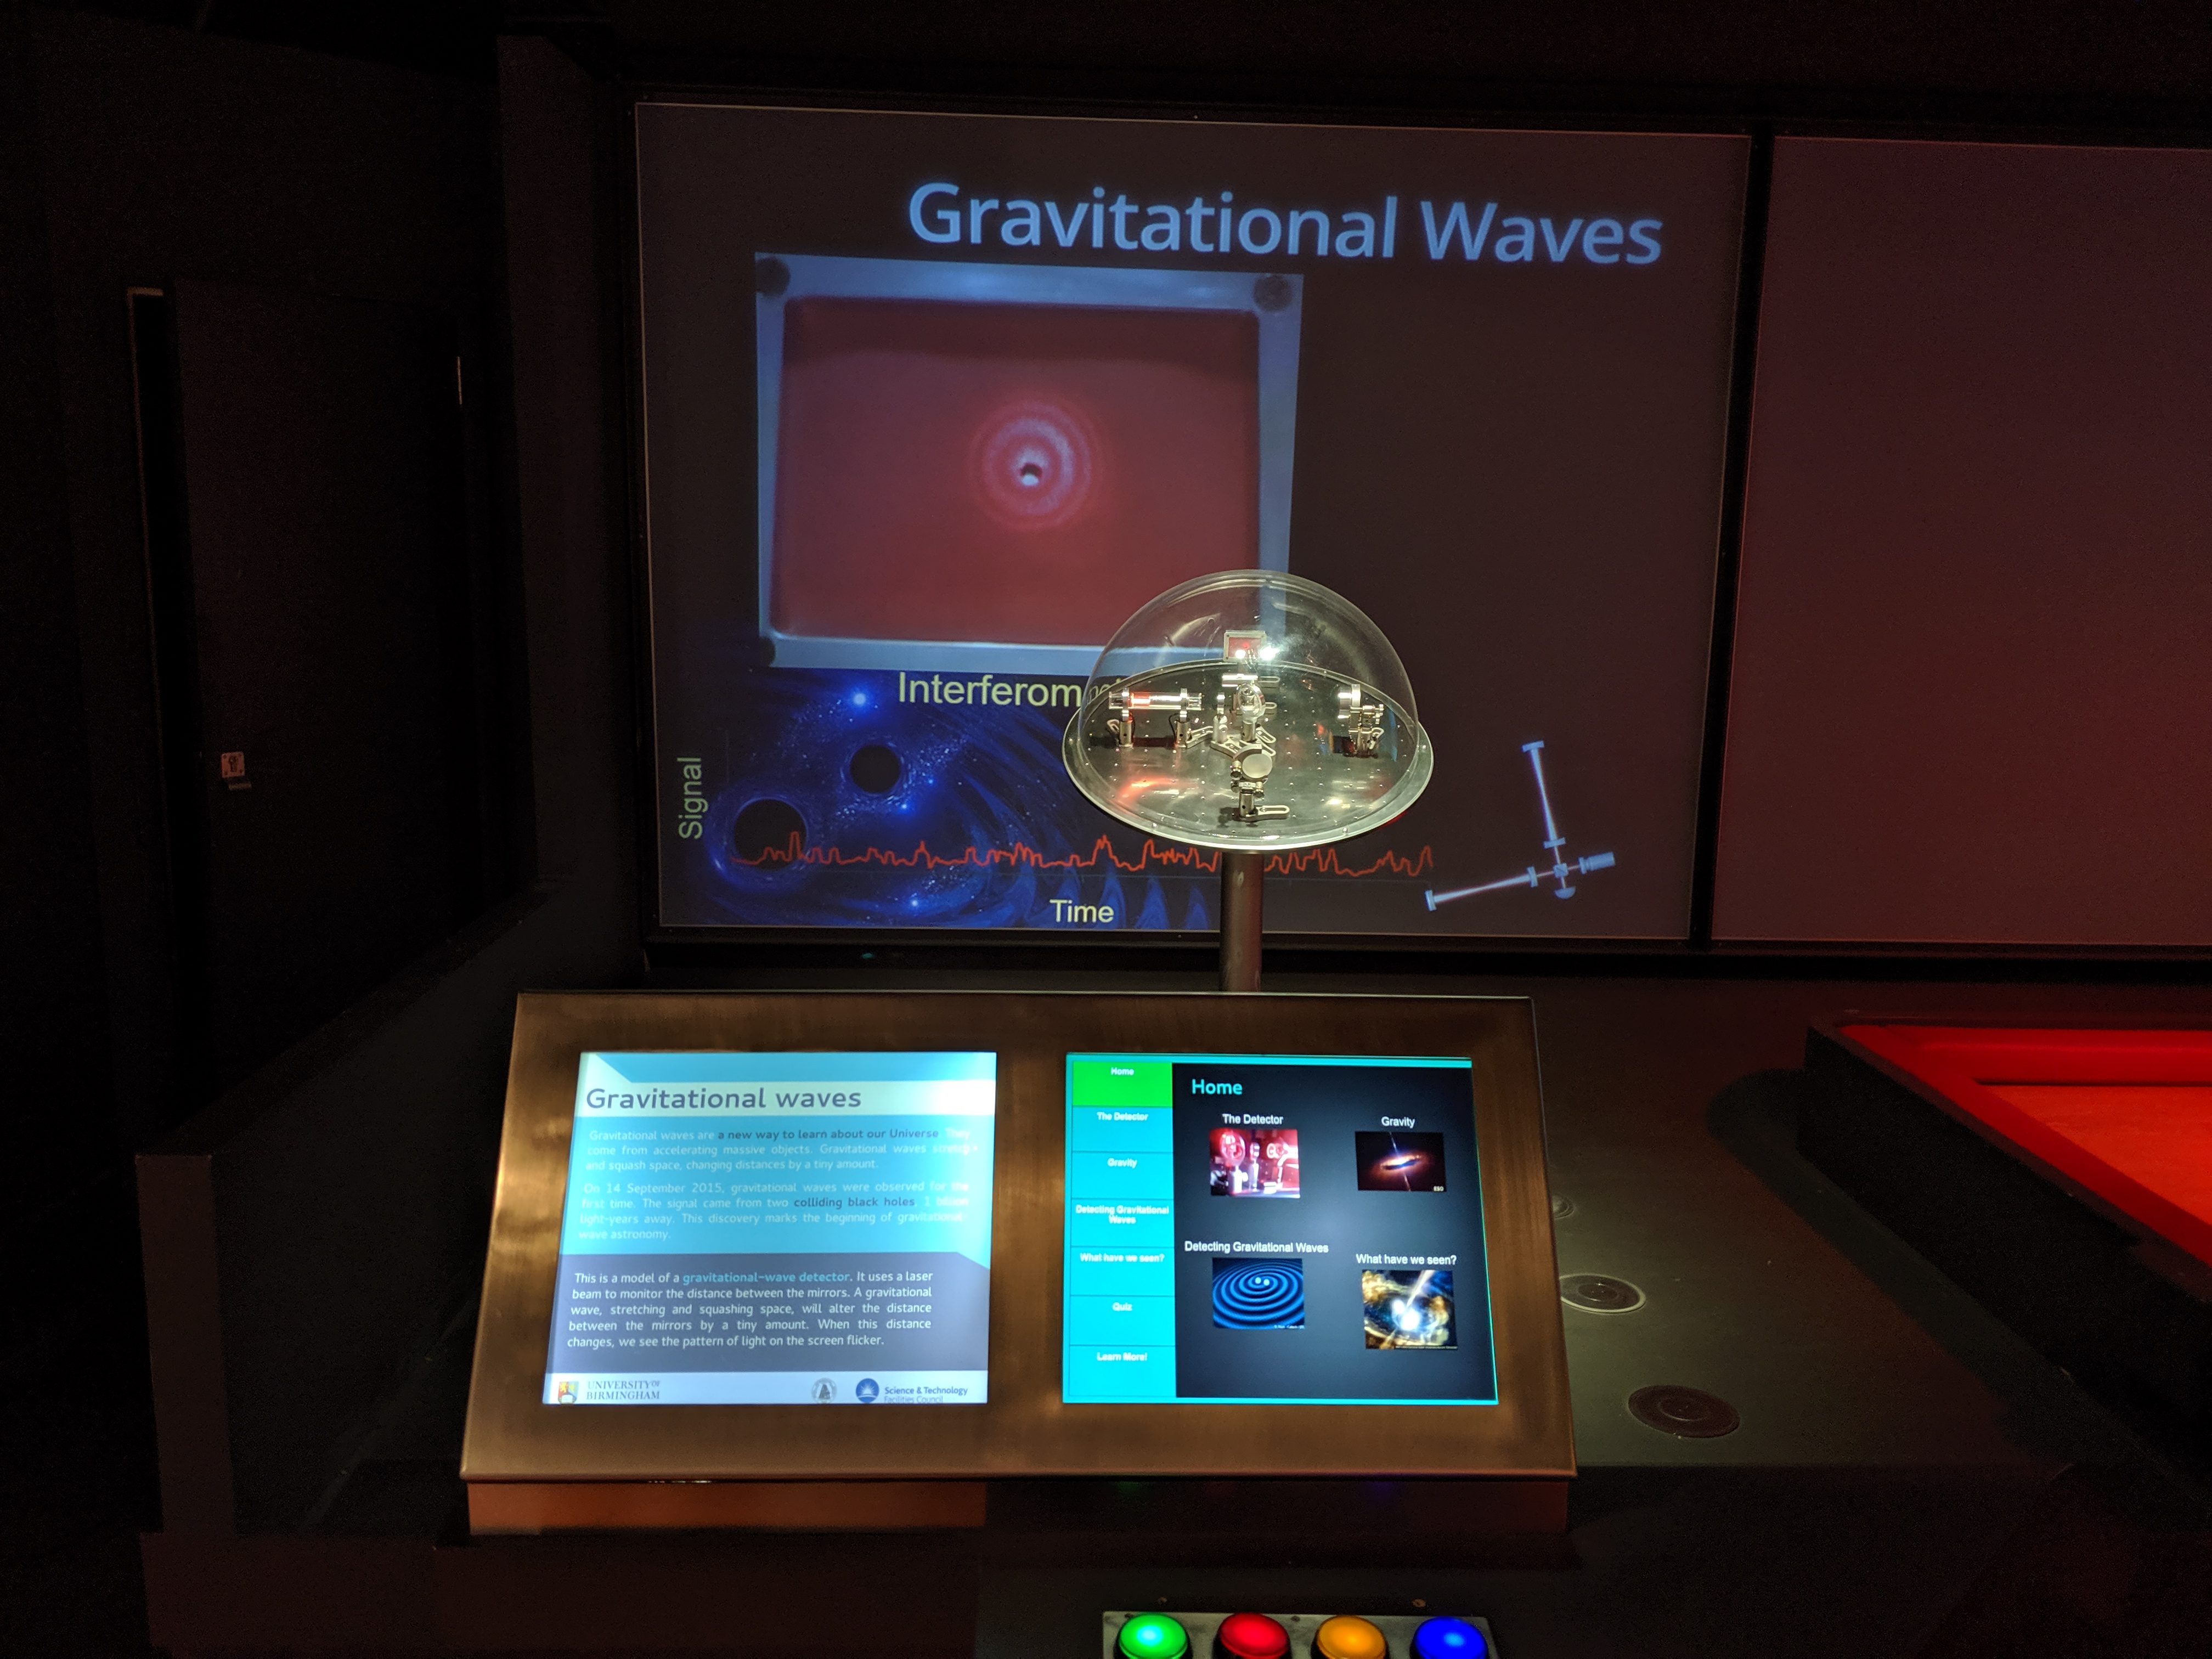 Gravitational Waves
Interferom
Signal
Time
Gravitational waves
Gravitational waves are a new way to learn about our Universe. They
come from accelerating massive objects. Gravitational waves stretch
and squash space, changing distances by a tiny amount.
On 14 September 2015, gravitational waves were observed for the
first time. The signal came from two colliding black holes 1 billion
light-years away. This discovery marks the beginning of gravitational-
wave astronomy.
This is a model of a gravitational-wave detector. It uses a laser
beam to monitor the distance between the mirrors. A gravitational
wave, stretching and squashing space, will alter the distance
between the mirrors by a tiny amount. When this distance
changes, we see the pattern of light on the screen flicker.
UNIVERSITY OF
BIRMINGHAM
Science & Technology
Facilities Council
Home
The Detector
Gravity
Detecting Gravitational
Waves
What have we seen?
Quiz
Learn More!
Home
The Detector
Gravity
Detecting Gravitational Waves
What have we seen?